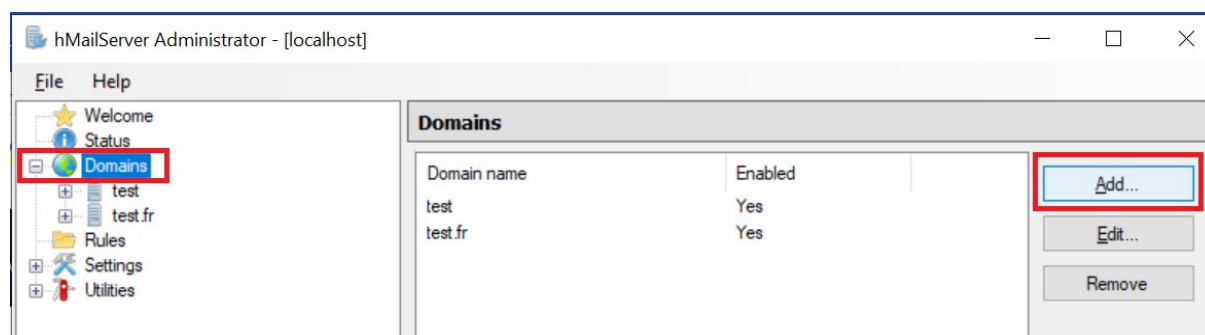 hMailServer Administrator - [localhost]
File Help
Welcome
Status
Domains
test
test.fr
Rules
Settings
Utilities
Domains
Domain name Enabled
test Yes
test.fr Yes
Add...
Edit...
Remove